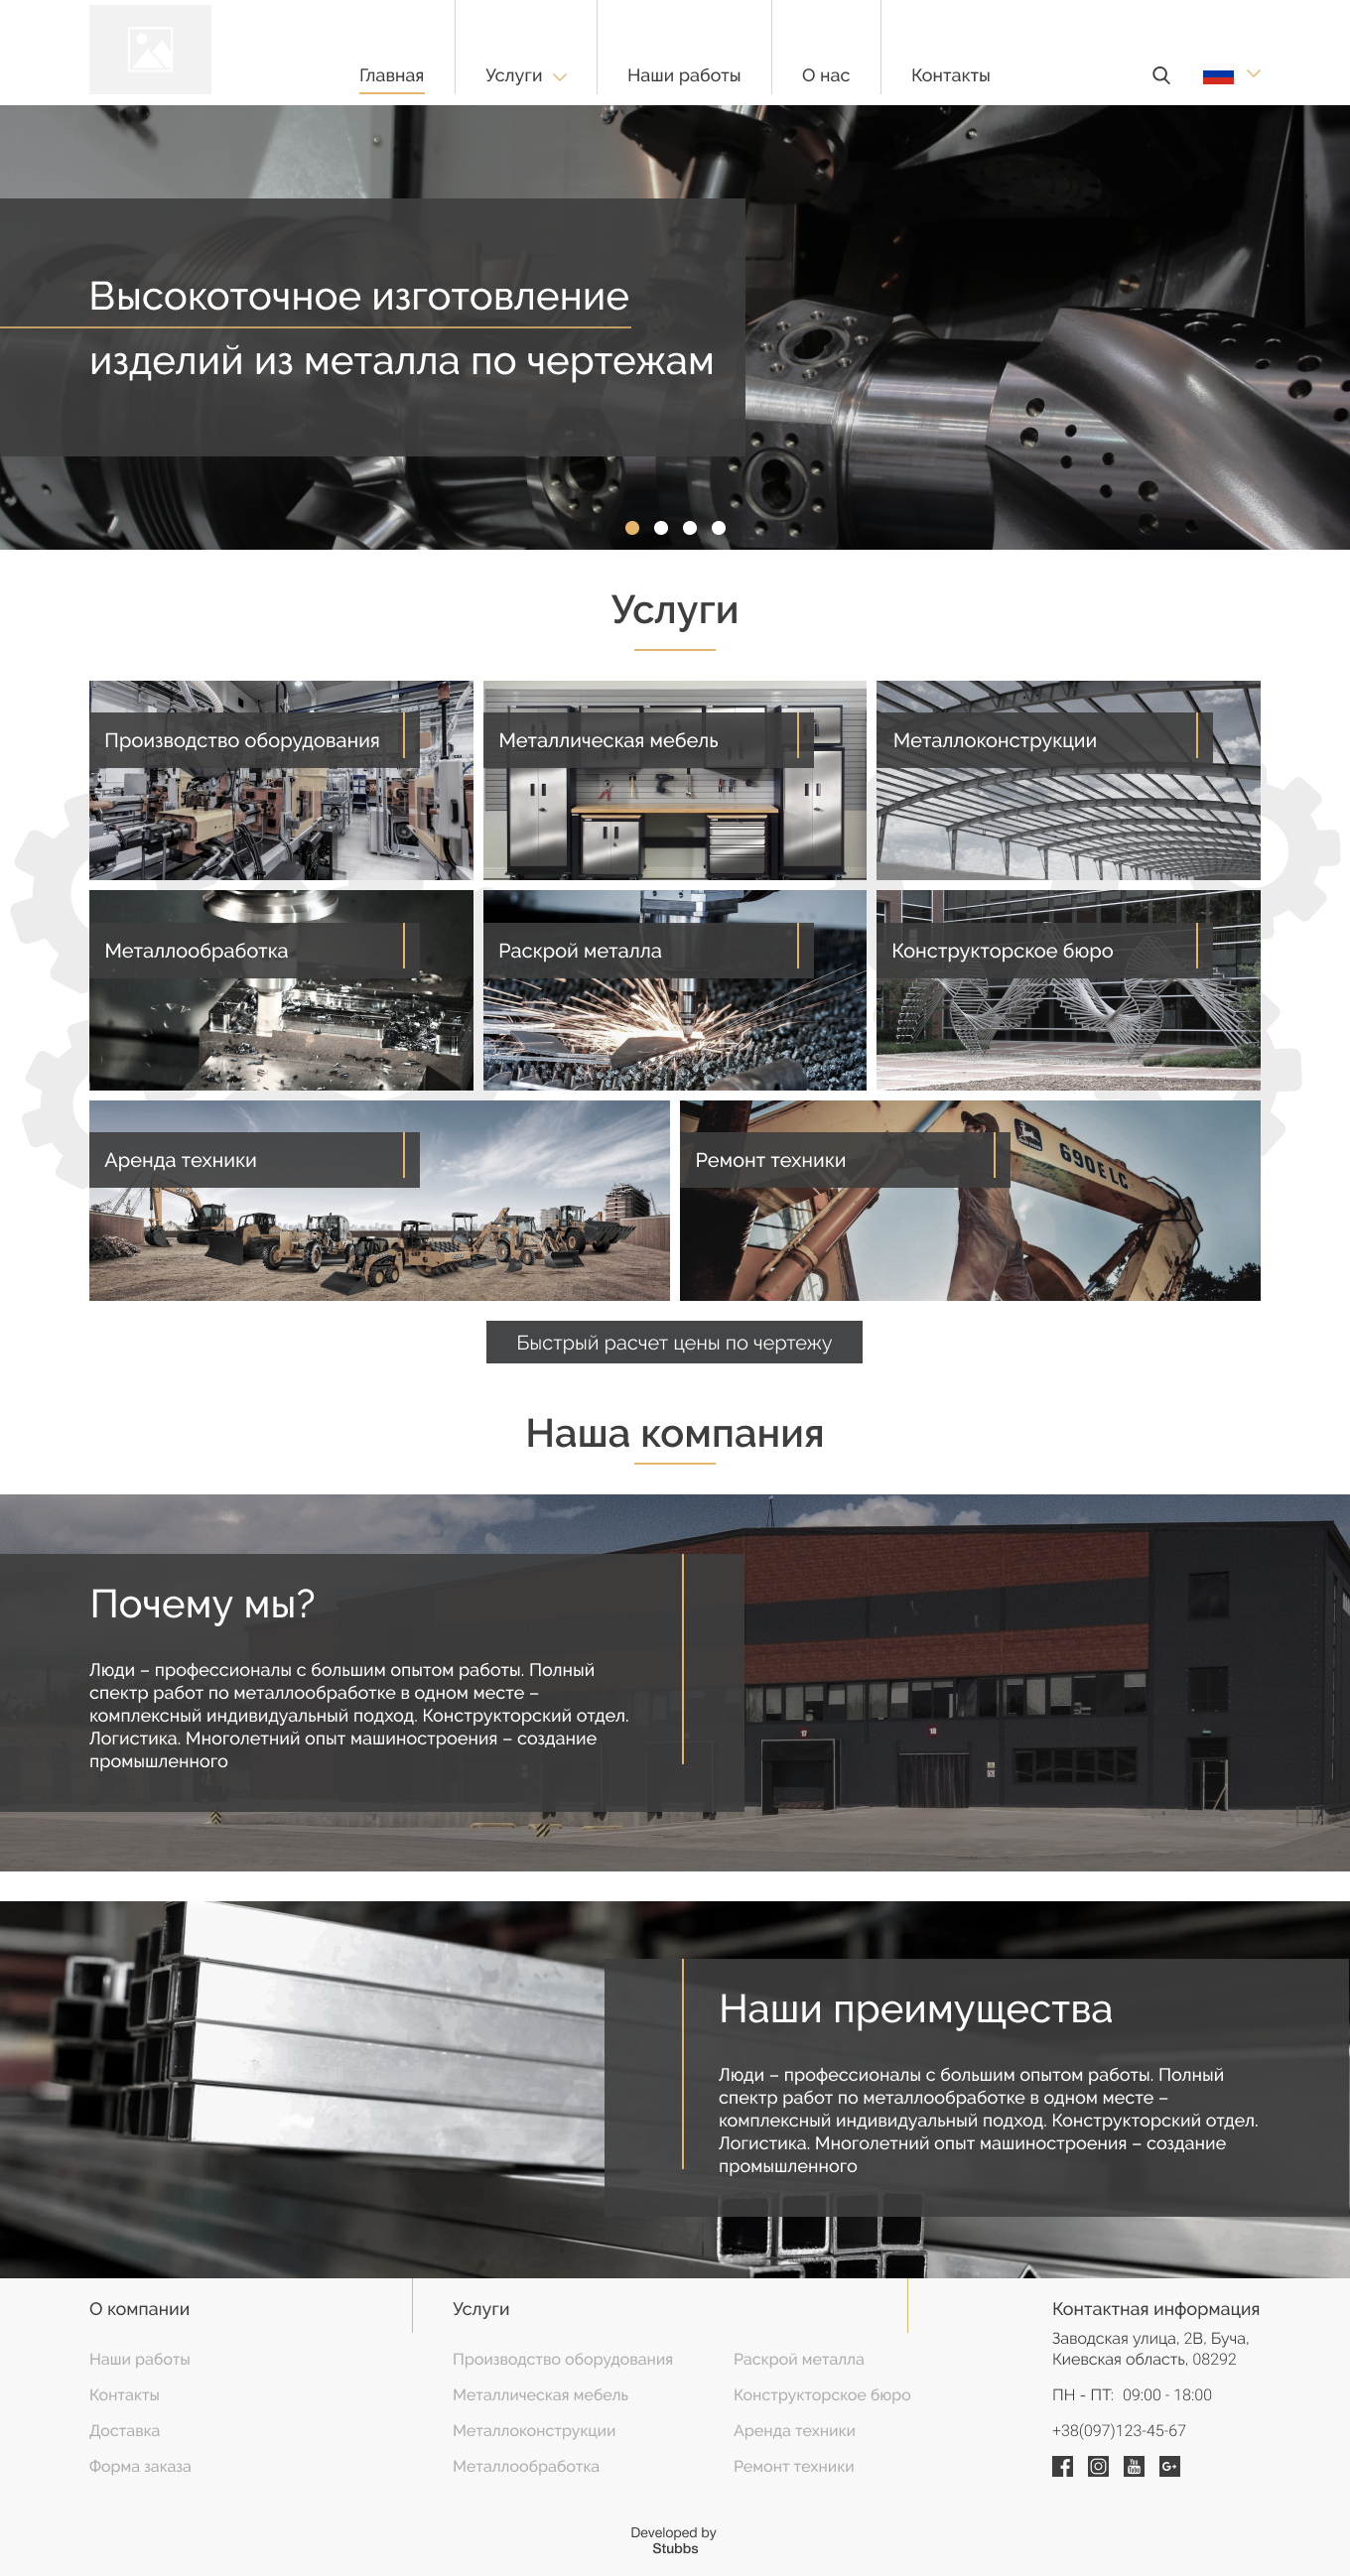 Главная
Услуги
Наши работы
О нас
Контакты
Высокоточное изготовление
изделий из металла по чертежам
Услуги
Производство оборудования
Металлическая мебель
Металлоконструкции
Металлообработка
Раскрой металла
Конструкторское бюро
Аренда техники
Ремонт техники
690E LC
Быстрый расчет цены по чертежу
Наша компания
Почему мы?
Люди – профессионалы с большим опытом работы. Полный
спектр работ по металлообработке в одном месте –
комплексный индивидуальный подход. Конструкторский отдел.
Логистика. Многолетний опыт машиностроения – создание
промышленного
17
18
Наши преимущества
Люди – профессионалы с большим опытом работы. Полный
спектр работ по металлообработке в одном месте –
комплексный индивидуальный подход. Конструкторский отдел.
Логистика. Многолетний опыт машиностроения – создание
промышленного
О компании
Наши работы
Контакты
Доставка
Форма заказа
Услуги
Производство оборудования
Металлическая мебель
Металлоконструкции
Металлообработка
Раскрой металла
Конструкторское бюро
Аренда техники
Ремонт техники
Контактная информация
Заводская улица, 2В, Буча,
Киевская область, 08292
ПН - ПТ: 09:00 - 18:00
+38(097)123-45-67
You
Tube
G+
Developed by
Stubbs